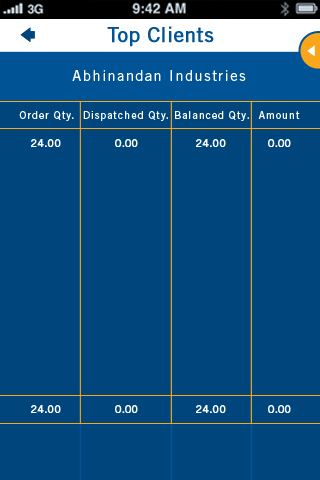 3G 9:42 AM
Top Clients
Abhinandan Industries
Order Qty. Dispatched Qty. Balanced Qty. Amount
24.00 0.00 24.00 0.00
24.00 0.00 24.00 0.00